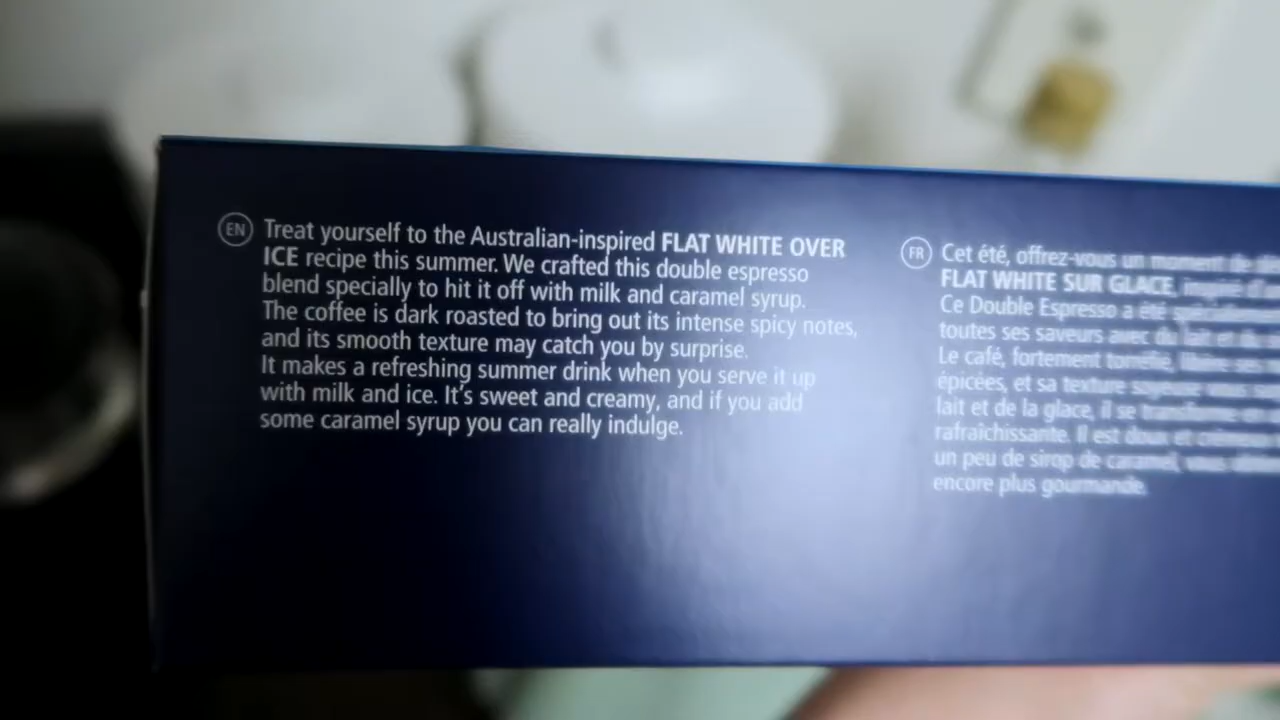 EN Treat yourself to the Australian-inspired FLAT WHITE OVER
ICE recipe this summer. We crafted this double espresso
blend specially to hit it off with milk and caramel syrup.
The coffee is dark roasted to bring out its intense spicy notes,
and its smooth texture may catch you by surprise.
It makes a refreshing summer drink when you serve it up
with milk and ice. It's sweet and creamy, and if you add
some caramel syrup you can really indulge.
FR Cet été, offrez-vous un moment de
FLAT WHITE SUR GLACE, inspiré
Ce Double Espresso a été spécialement
toutes ses saveurs avec du lait et du
Le café, fortement torréfié, libère ses
épicées, et sa texture soyeuse vous
lait et de la glace, il se transforme en
rafraîchissante. Il est doux et crémeux
un peu de sirop de caramel, vous
encore plus gourmande.